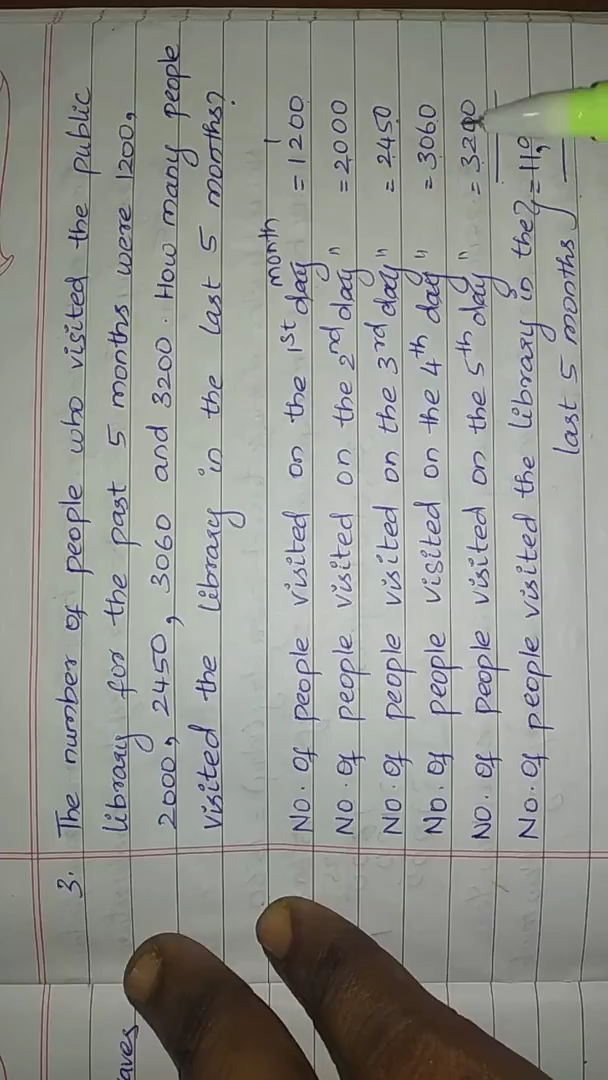 3. The number of people who visited the public
library for the past 5 months were 1200,
2000, 2450, 3060 and 3200. How many people
visited the library in the last 5 months?
month
No. of people visited on the 1st day = 1200
No. of people visited on the 2nd day " = 2000
No. of people visited on the 3rd day " = 2450
No. of people visited on the 4th day " = 3060
No. of people visited on the 5th day " = 3200
No. of people visited the library in the } = 11,
last 5 months
aves